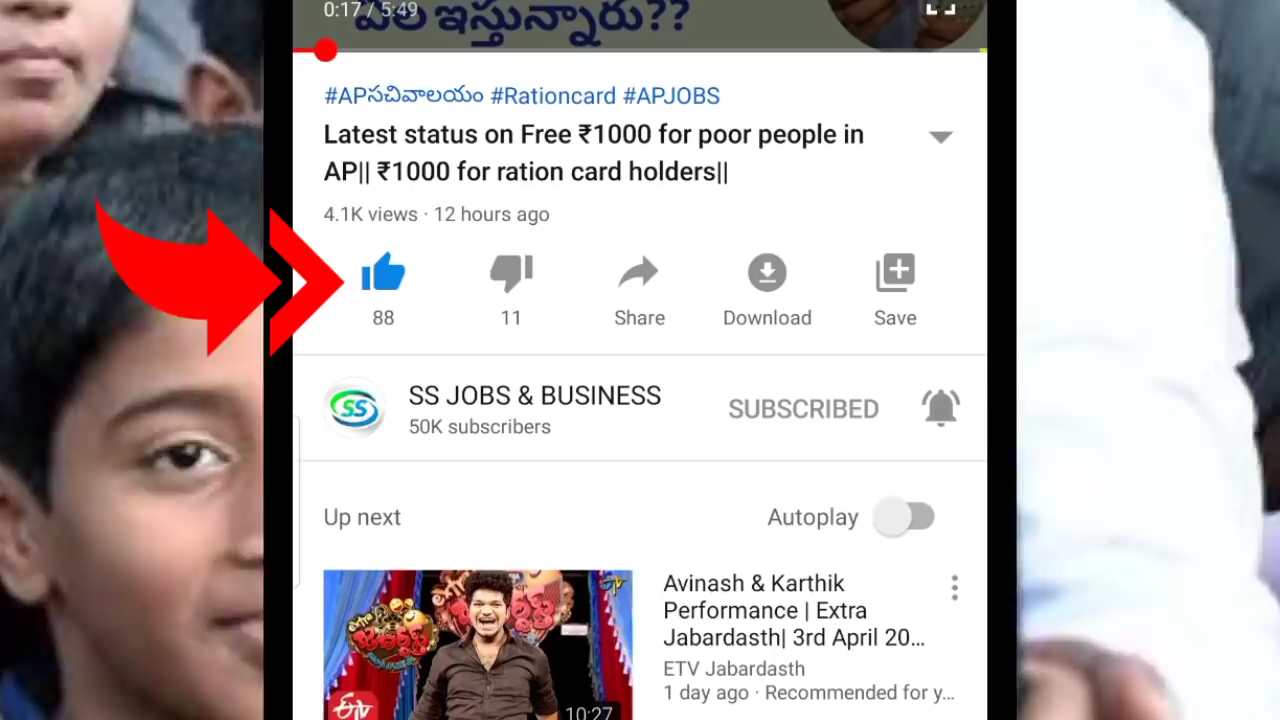 0:17 / 5:49
ఇస్తున్నారు??
#APసచివాలయం #Rationcard #APJOBS
Latest status on Free ₹1000 for poor people in
AP|| ₹1000 for ration card holders||
4.1K views · 12 hours ago
88
11
Share
Download
Save
SS
SS JOBS & BUSINESS
50K subscribers
SUBSCRIBED
Up next
Autoplay
Avinash & Karthik
Performance | Extra
Jabardasth| 3rd April 20...
ETV Jabardasth
1 day ago · Recommended for y...
10:27